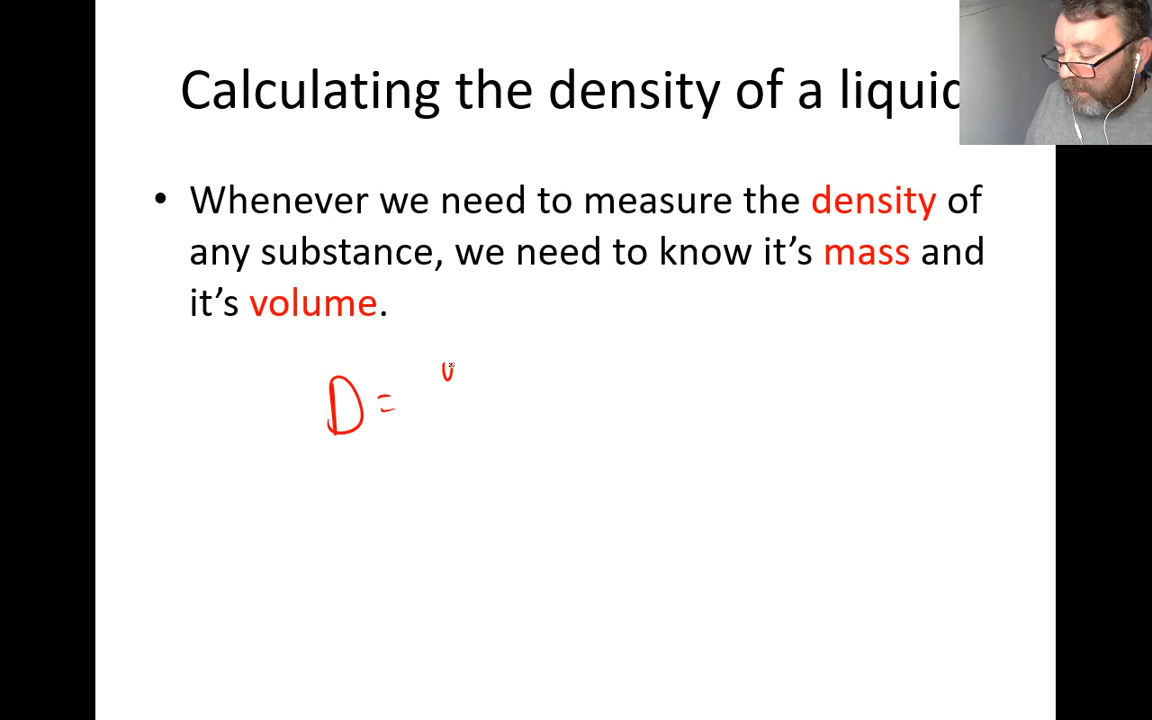 Calculating the density of a liquid
• Whenever we need to measure the density of
any substance, we need to know it’s mass and
it’s volume.
D =